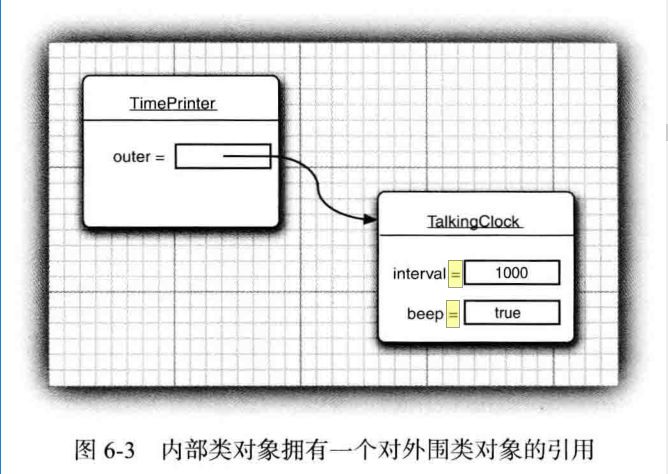 TimePrinter
outer =
TalkingClock
interval = 1000
beep = true
图 6-3 内部类对象拥有一个对外围类对象的引用